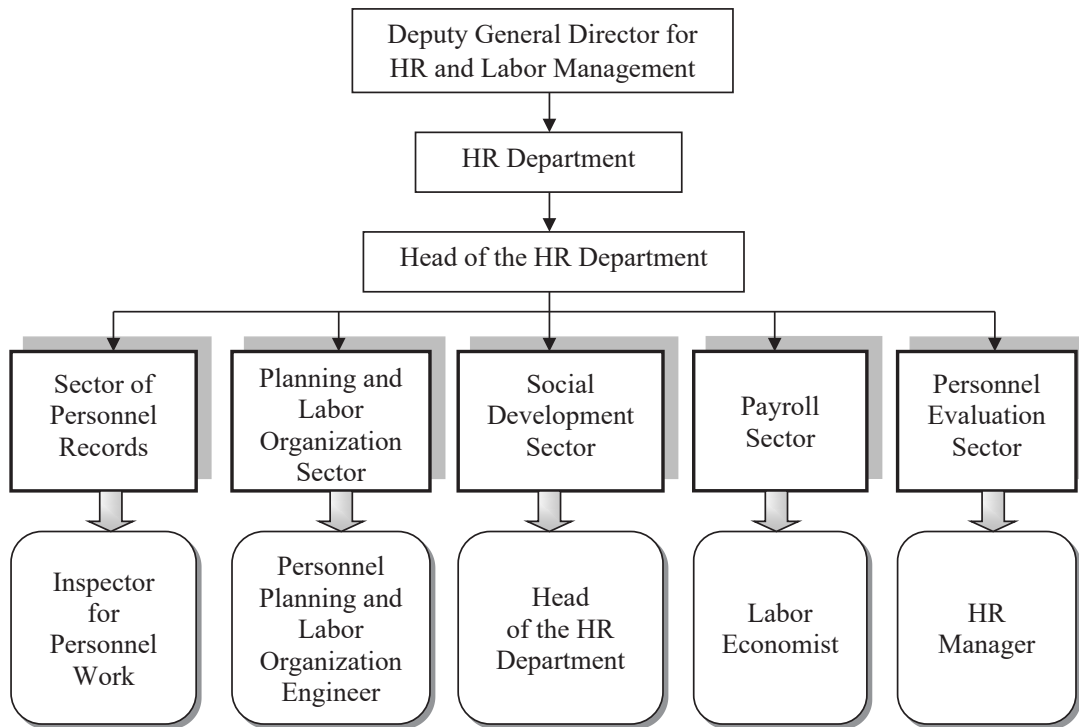 Deputy General Director for
HR and Labor Management
HR Department
Head of the HR Department
Sector of
Personnel
Records
Planning and
Labor
Organization
Sector
Social
Development
Sector
Payroll
Sector
Personnel
Evaluation
Sector
Inspector
for
Personnel
Work
Personnel
Planning and
Labor
Organization
Engineer
Head
of the HR
Department
Labor
Economist
HR
Manager